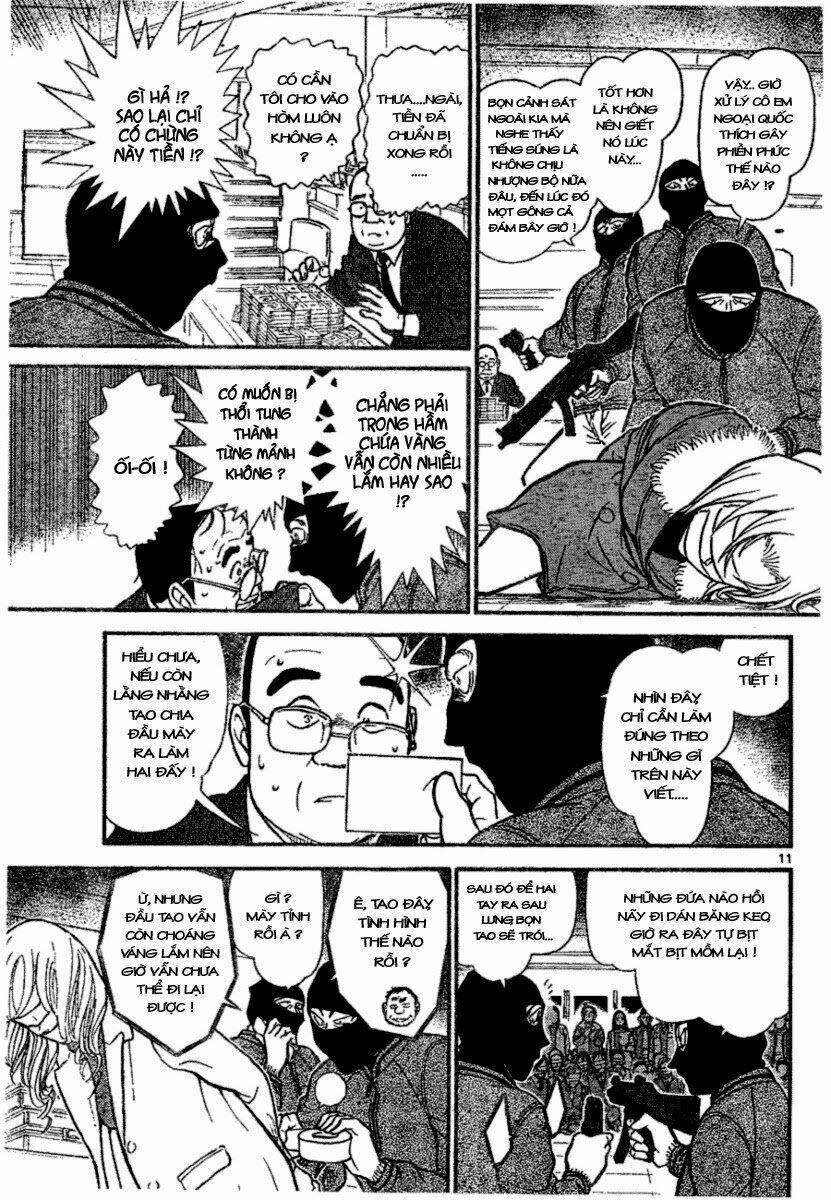 VẬY... GIỜ
XỬ LÝ CÔ EM
NGOẠI QUỐC
THÍCH GÂY
PHIỀN PHỨC
THẾ NÀO
ĐÂY !?
TỐT HƠN
LÀ KHÔNG
NÊN GIẾT
NÓ LÚC
NÀY...
BỌN CẢNH SÁT
NGOÀI KIA MÀ
NGHE THẤY
TIẾNG SÚNG LÀ
KHÔNG CHỊU
NHƯỢNG BỘ NỮA
ĐÂU, ĐẾN LÚC ĐÓ
MỌT GÔNG CẢ
ĐÁM BÂY GIỜ !
THƯA....NGÀI,
TIỀN ĐÃ
CHUẨN BỊ
XONG RỒI
.....
CÓ CẦN
TÔI CHO VÀO
HÒM LUÔN
KHÔNG Ạ
?
GÌ HẢ !?
SAO LẠI CHỈ
CÓ CHỪNG
NÀY TIỀN !?
CHẲNG PHẢI
TRONG HẦM
CHỨA VÀNG
VẪN CÒN NHIỀU
LẮM HAY SAO
!?
CÓ MUỐN BỊ
THỔI TUNG
THÀNH
TỪNG MẢNH
KHÔNG ?
ỐI-ỐI !
CHẾT
TIỆT !
NHÌN ĐÂY,
CHỈ CẦN LÀM
ĐÚNG THEO
NHỮNG GÌ
TRÊN NÀY
VIẾT.....
HIỂU CHƯA,
NẾU CÒN
LẰNG NHẰNG
TAO CHIA
ĐẦU MÀY
RA LÀM
HAI ĐẤY !
11
NHỮNG ĐỨA NÀO HỒI
NÃY ĐI DÁN BĂNG KEO,
GIỜ RA ĐÂY TỰ BỊT
MẮT BỊT MỒM LẠI !
SAU ĐÓ ĐỂ HAI
TAY RA SAU
LƯNG, BỌN
TAO SẼ TRÓI...
Ê, TAO ĐÂY,
TÌNH HÌNH
THẾ NÀO
RỒI ?
GÌ ?
MÀY TỈNH
RỒI À ?
Ừ, NHƯNG
ĐẦU TAO VẪN
CÒN CHOÁNG
VÁNG LẮM NÊN
GIỜ VẪN CHƯA
THỂ ĐI LẠI
ĐƯỢC !